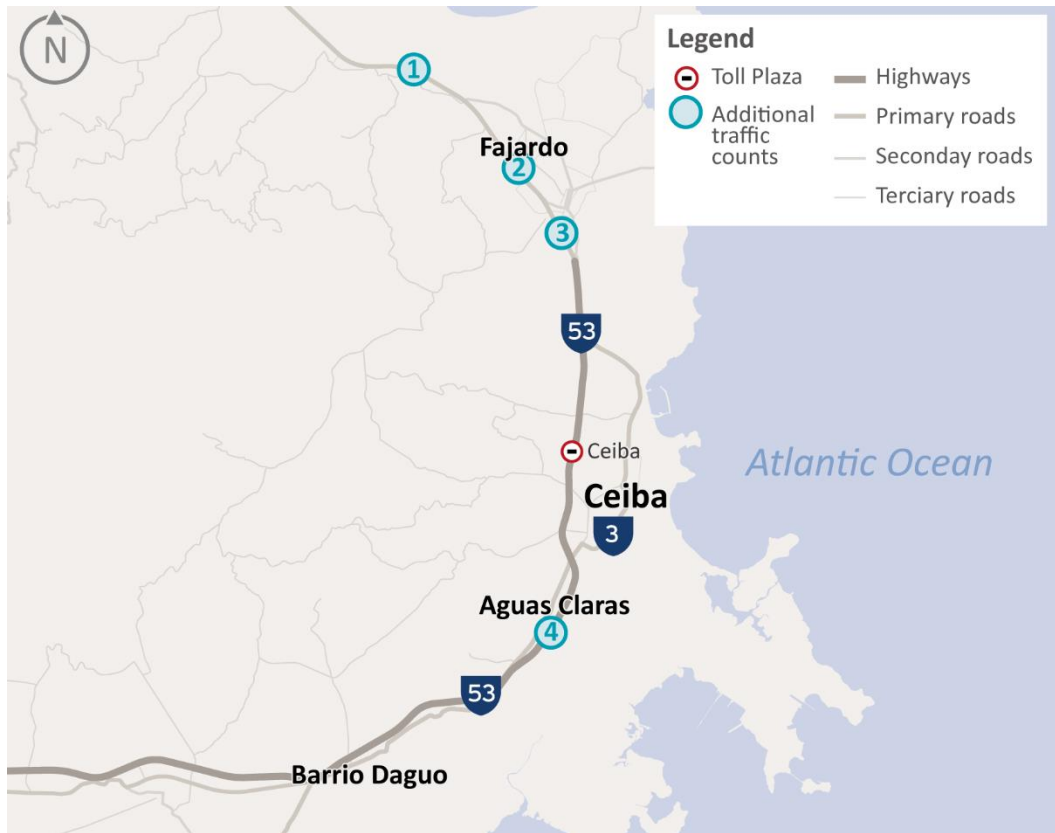 N
Legend
Toll Plaza
Additional
traffic
counts
Highways
Primary roads
Seconday roads
Terciary roads
1
Fajardo
2
3
53
Ceiba
Atlantic Ocean
Ceiba
3
Aguas Claras
4
53
Barrio Daguo